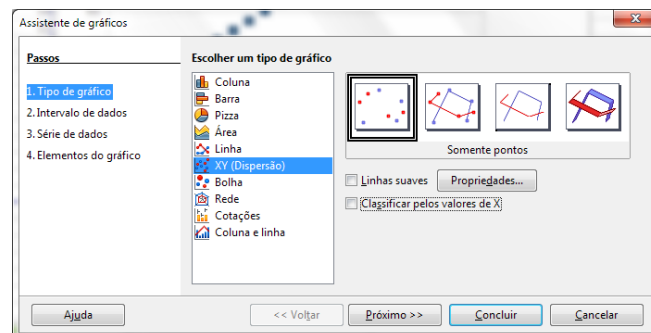 Assistente de gráficos
Passos
1. Tipo de gráfico
2. Intervalo de dados
3. Série de dados
4. Elementos do gráfico
Escolher um tipo de gráfico
Coluna
Barra
Pizza
Área
Linha
XY (Dispersão)
Bolha
Rede
Cotações
Coluna e linha
Somente pontos
Linhas suaves
Propriedades...
Classificar pelos valores de X
Ajuda
<< Voltar
Próximo >>
Concluir
Cancelar